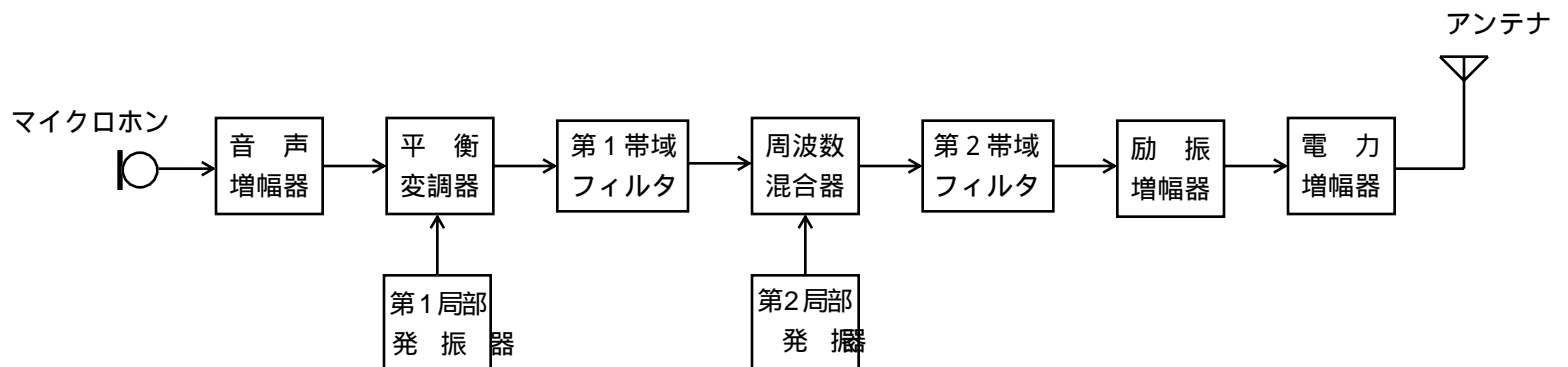 アンテナ
マイクロホン
音 声
増幅器
平 衡
変調器
第1帯域
フィルタ
周波数
混合器
第2帯域
フィルタ
励 振
増幅器
電 力
増幅器
第1局部
発 振 器
第2局部
発 振器